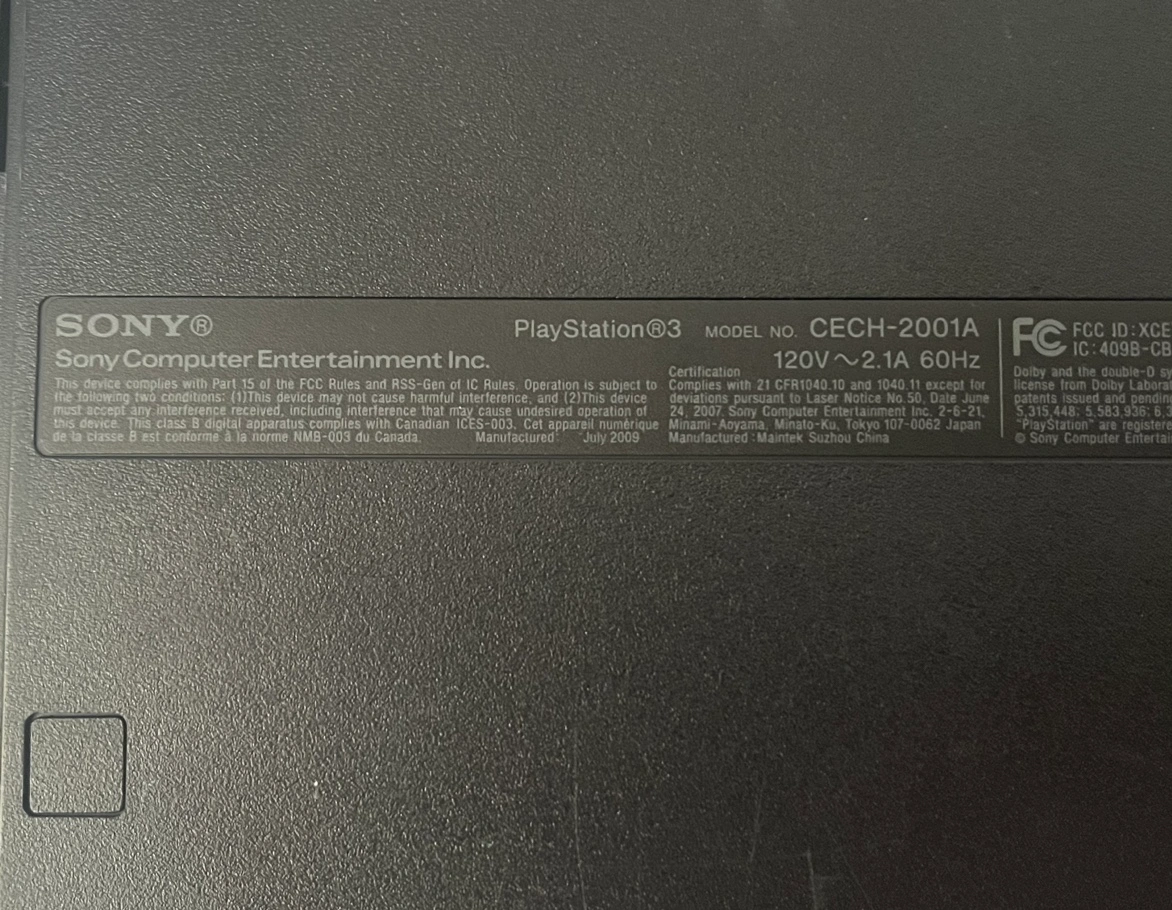 SONY®
PlayStation®3 MODEL NO. CECH-2001A
Sony Computer Entertainment Inc.
120V～2.1A 60Hz
This device complies with Part 15 of the FCC Rules and RSS-Gen of IC Rules. Operation is subject to
the following two conditions: (1)This device may not cause harmful interference, and (2)This device
must accept any interference received, including interference that may cause undesired operation of
this device. This class B digital apparatus complies with Canadian ICES-003. Cet appareil numérique
de la classe B est conforme à la norme NMB-003 du Canada. Manufactured: July 2009
Certification
Complies with 21 CFR1040.10 and 1040.11 except for
deviations pursuant to Laser Notice No.50, Date June
24, 2007. Sony Computer Entertainment Inc. 2-6-21,
Minami-Aoyama, Minato-Ku, Tokyo 107-0062 Japan
Manufactured : Maintek Suzhou China
FC FCC ID:XCE
IC:409B-CB
Dolby and the double-D sy
license from Dolby Labora
patents issued and pendin
5,315,448; 5,583,936; 6,
"PlayStation" are registere
© Sony Computer Enterta